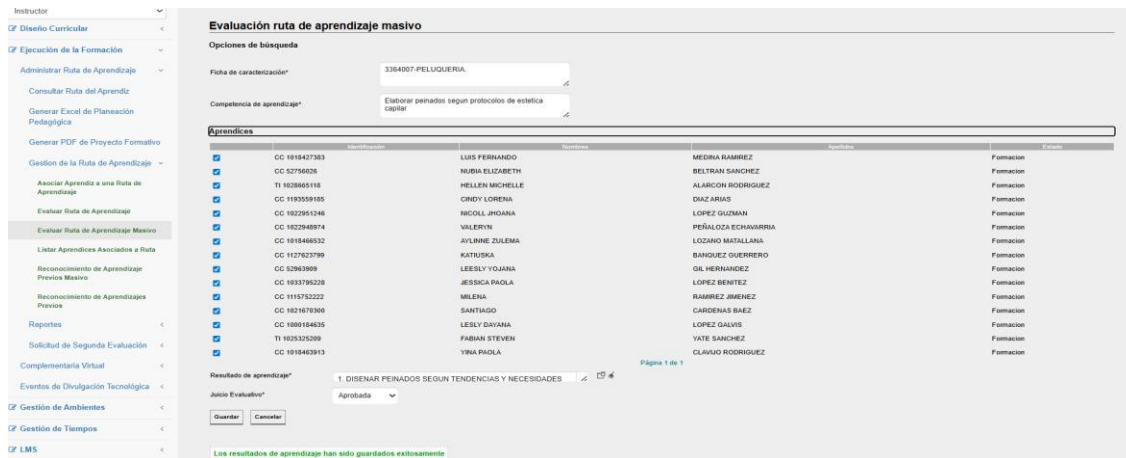 Instructor
Diseño Curricular
Ejecución de la Formación
Administrar Ruta de Aprendizaje
Consultar Ruta del Aprendiz
Generar Excel de Planeación
Pedagógica
Generar PDF de Proyecto Formativo
Gestion de la Ruta de Aprendizaje
Asociar Aprendiz a una Ruta de
Aprendizaje
Evaluar Ruta de Aprendizaje
Evaluar Ruta de Aprendizaje Masivo
Listar Aprendices Asociados a Ruta
Reconocimiento de Aprendizaje
Previos Masivo
Reconocimiento de Aprendizajes
Previos
Reportes
Solicitud de Segunda Evaluación
Complementaria Virtual
Eventos de Divulgación Tecnológica
Gestión de Ambientes
Gestión de Tiempos
LMS
Evaluación ruta de aprendizaje masivo
Opciones de búsqueda
Ficha de caracterización* 3364007-PELUQUERIA.
Competencia de aprendizaje* Elaborar peinados segun protocolos de estetica
capilar
Aprendices
Identificación Nombres Apellidos Estado
CC 1018427383 LUIS FERNANDO MEDINA RAMIREZ Formacion
CC 52756026 NUBIA ELIZABETH BELTRAN SANCHEZ Formacion
TI 1028665118 HELLEN MICHELLE ALARCON RODRIGUEZ Formacion
CC 1193559185 CINDY LORENA DIAZ ARIAS Formacion
CC 1022951246 NICOLL JHOANA LOPEZ GUZMAN Formacion
CC 1022948974 VALERYN PEÑALOZA ECHAVARRIA Formacion
CC 1018466532 AYLINNE ZULEMA LOZANO MATALLANA Formacion
CC 1127623799 KATIUSKA BANQUEZ GUERRERO Formacion
CC 52963909 LEESLY YOJANA GIL HERNANDEZ Formacion
CC 1033795228 JESSICA PAOLA LOPEZ BENITEZ Formacion
CC 1115752222 MILENA RAMIREZ JIMENEZ Formacion
CC 1021670300 SANTIAGO CARDENAS BAEZ Formacion
CC 1000184635 LESLY DAYANA LOPEZ GALVIS Formacion
TI 1025325209 FABIAN STEVEN YATE SANCHEZ Formacion
CC 1018463913 YINA PAOLA CLAVIJO RODRIGUEZ Formacion
Página 1 de 1
Resultado de aprendizaje* 1. DISENAR PEINADOS SEGUN TENDENCIAS Y NECESIDADES
Juicio Evaluativo* Aprobada
Guardar Cancelar
Los resultados de aprendizaje han sido guardados exitosamente